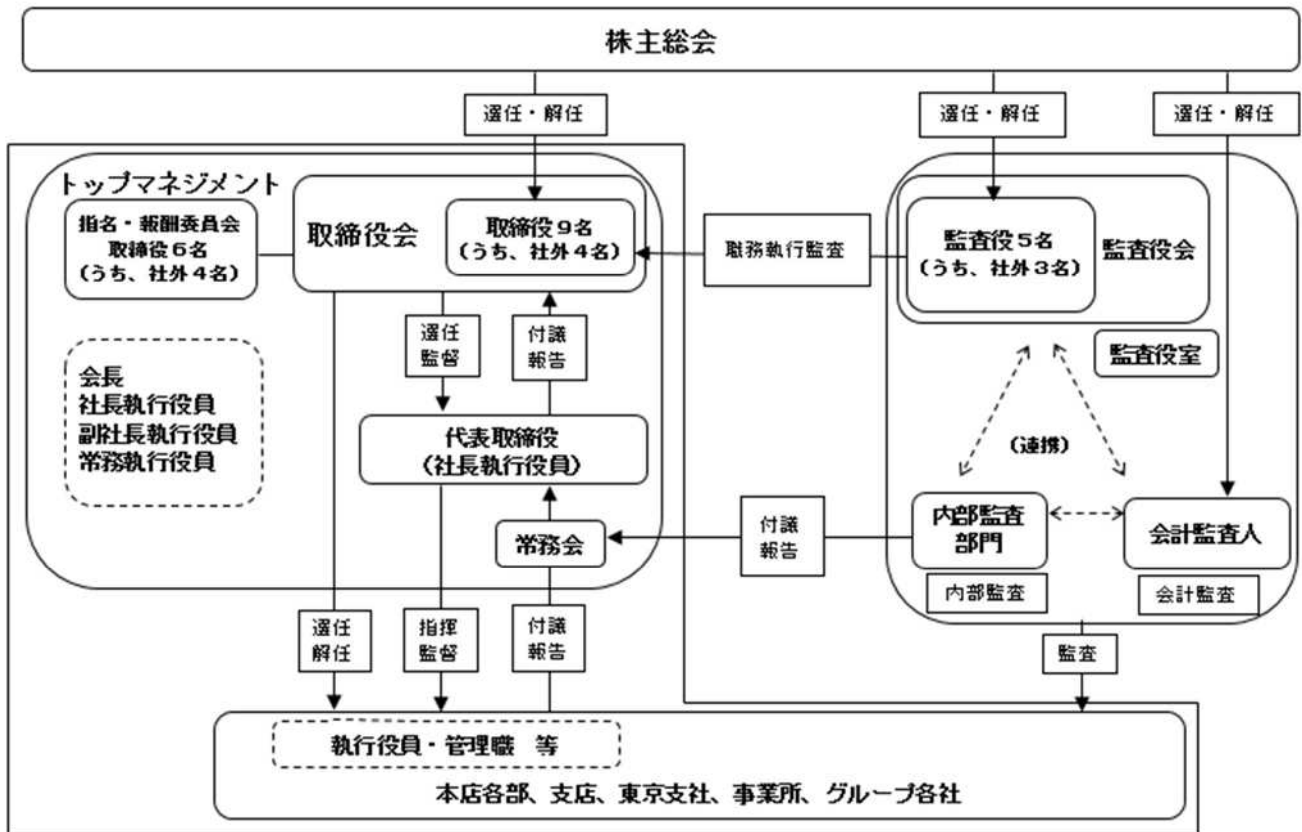 株主総会
選任・解任
選任・解任
選任・解任
トップマネジメント
指名・報酬委員会
取締役６名
（うち、社外４名）
取締役会
取締役９名
（うち、社外４名）
職務執行監査
監査役５名
（うち、社外３名）
監査役会
監査役室
選任
監督
付議
報告
会長
社長執行役員
副社長執行役員
常務執行役員
代表取締役
（社長執行役員）
（連携）
常務会
付議
報告
内部監査
部門
会計監査人
内部監査
会計監査
選任
解任
指揮
監督
付議
報告
監査
執行役員・管理職　等
本店各部、支店、東京支社、事業所、グループ各社